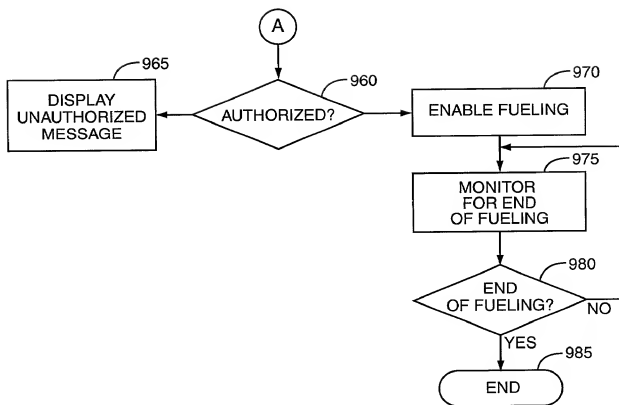 A
965
960
970
DISPLAY
UNAUTHORIZED
MESSAGE
AUTHORIZED?
ENABLE FUELING
975
MONITOR
FOR END
OF FUELING
980
END
OF FUELING?
NO
YES
985
END